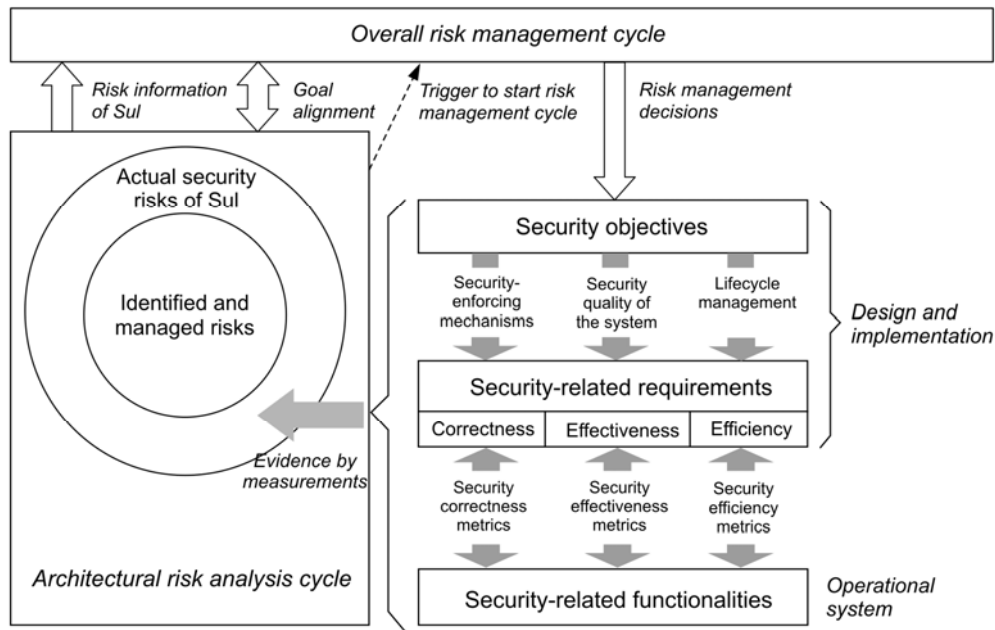 Overall risk management cycle
Risk information
of SuI
Goal
alignment
Trigger to start risk
management cycle
Risk management
decisions
Actual security
risks of SuI
Identified and
managed risks
Evidence by
measurements
Architectural risk analysis cycle
Security objectives
Security-
enforcing
mechanisms
Security
quality of
the system
Lifecycle
management
Design and
implementation
Security-related requirements
Correctness
Effectiveness
Efficiency
Security
correctness
metrics
Security
effectiveness
metrics
Security
efficiency
metrics
Security-related functionalities
Operational
system